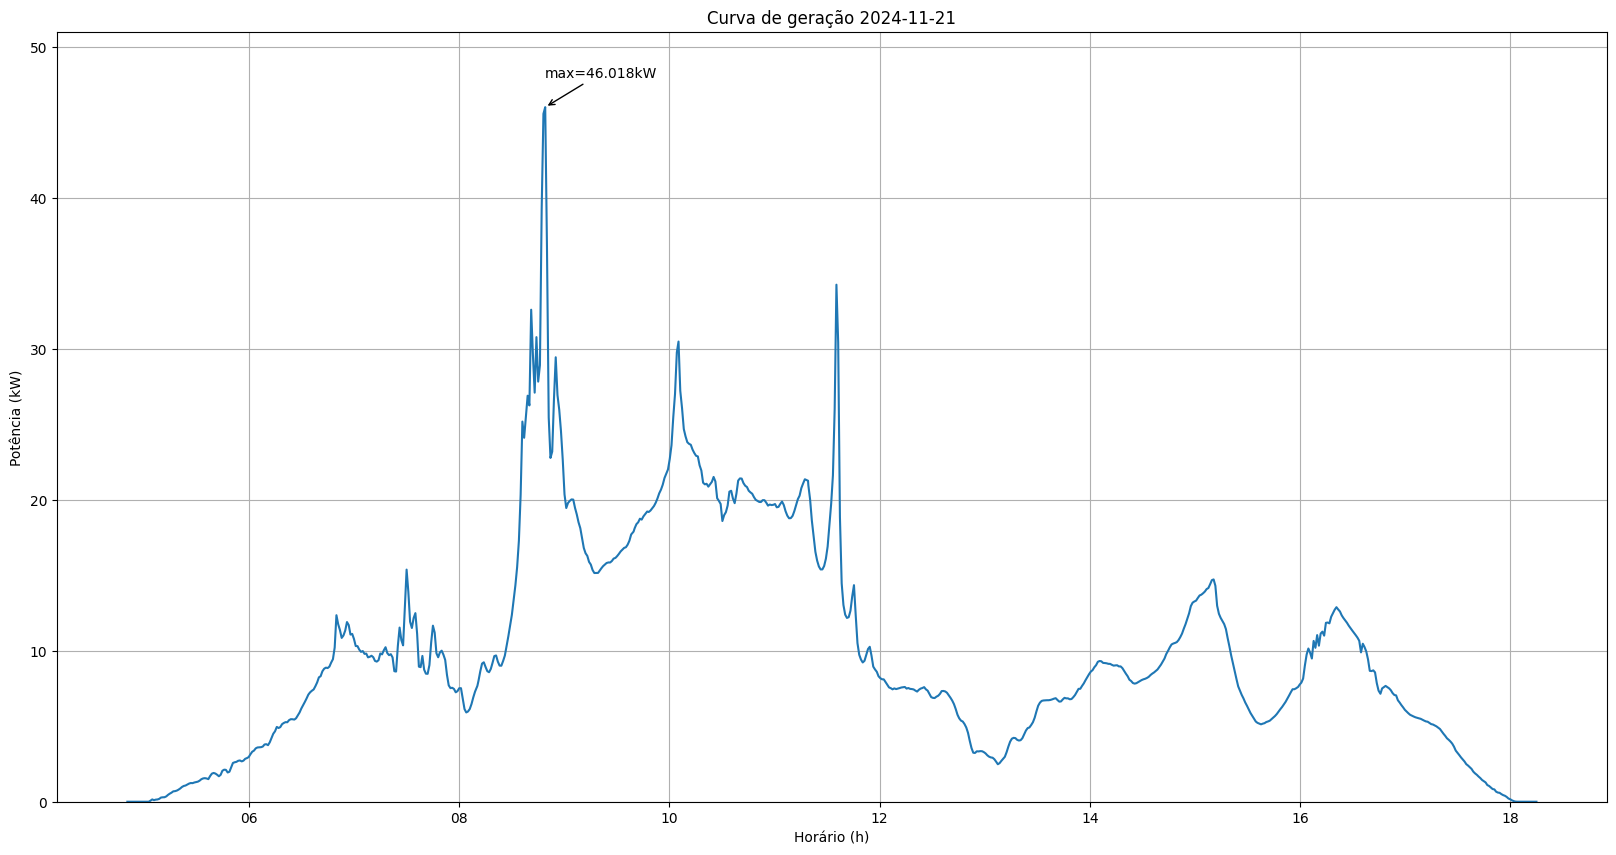 Curva de geração 2024-11-21
50
max=46.018kW
40
30
20
10
0
Potência (kW)
06 08 10 12 14 16 18
Horário (h)